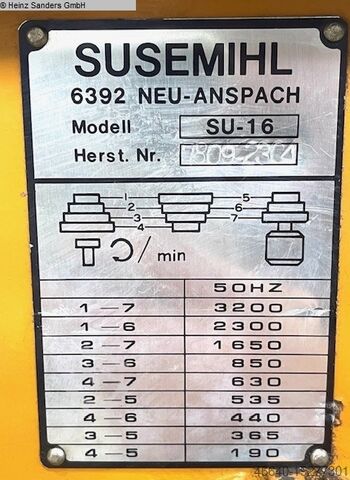 © Heinz Sanders GmbH
SUSEMIHL
6392 NEU-ANSPACH
Modell SU-16
Herst. Nr. 7809-2304
1 5
2 6
3 7
4
/min
50HZ
1-7 3200
1-6 2300
2-7 1650
3-6 850
4-7 630
2-5 535
4-6 440
3-5 365
4-5 190